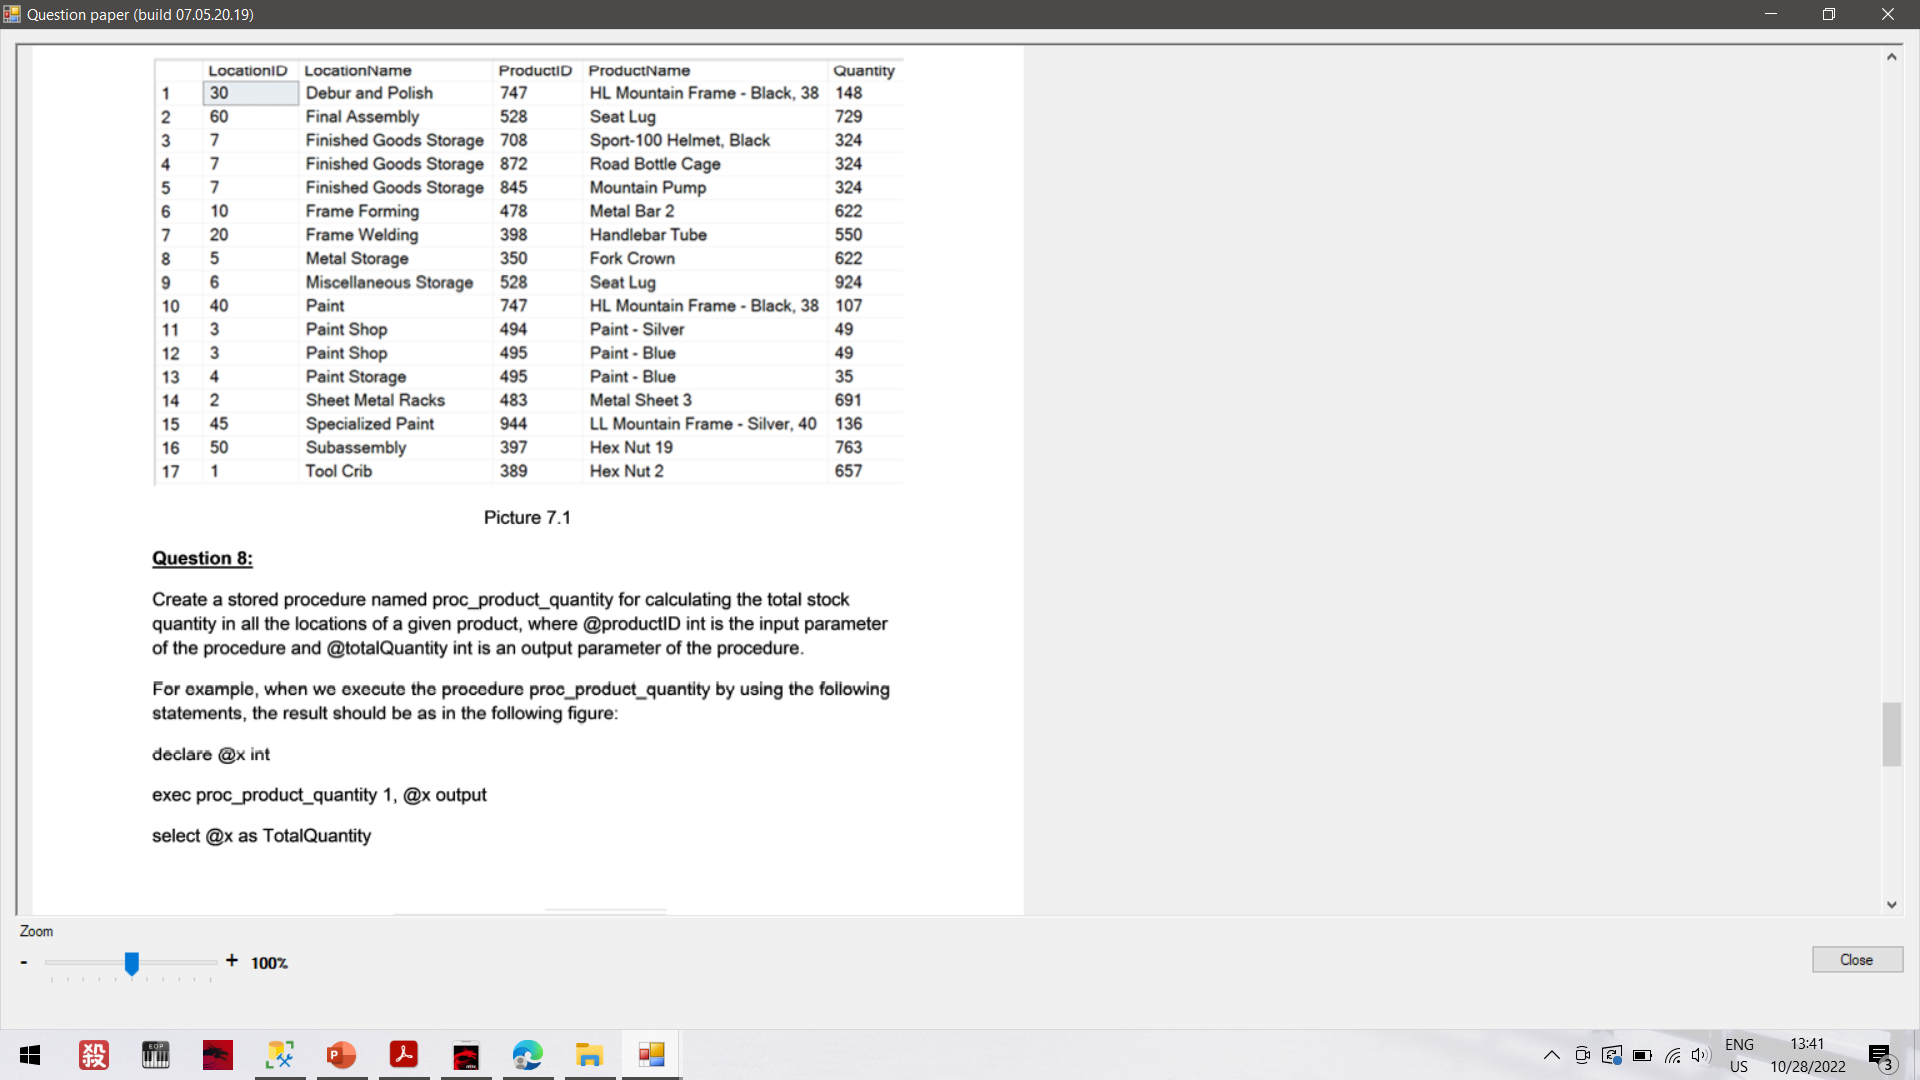 Question paper (build 07.05.20.19)
LocationID LocationName ProductID ProductName Quantity
1 30 Debur and Polish 747 HL Mountain Frame - Black, 38 148
2 60 Final Assembly 528 Seat Lug 729
3 7 Finished Goods Storage 708 Sport-100 Helmet, Black 324
4 7 Finished Goods Storage 872 Road Bottle Cage 324
5 7 Finished Goods Storage 845 Mountain Pump 324
6 10 Frame Forming 478 Metal Bar 2 622
7 20 Frame Welding 398 Handlebar Tube 550
8 5 Metal Storage 350 Fork Crown 622
9 6 Miscellaneous Storage 528 Seat Lug 924
10 40 Paint 747 HL Mountain Frame - Black, 38 107
11 3 Paint Shop 494 Paint - Silver 49
12 3 Paint Shop 495 Paint - Blue 49
13 4 Paint Storage 495 Paint - Blue 35
14 2 Sheet Metal Racks 483 Metal Sheet 3 691
15 45 Specialized Paint 944 LL Mountain Frame - Silver, 40 136
16 50 Subassembly 397 Hex Nut 19 763
17 1 Tool Crib 389 Hex Nut 2 657
Picture 7.1
Question 8:
Create a stored procedure named proc_product_quantity for calculating the total stock
quantity in all the locations of a given product, where @productID int is the input parameter
of the procedure and @totalQuantity int is an output parameter of the procedure.
For example, when we execute the procedure proc_product_quantity by using the following
statements, the result should be as in the following figure:
declare @x int
exec proc_product_quantity 1, @x output
select @x as TotalQuantity
Zoom
- + 100%
Close
殺
EOP
P
ENG
US
13:41
10/28/2022
3